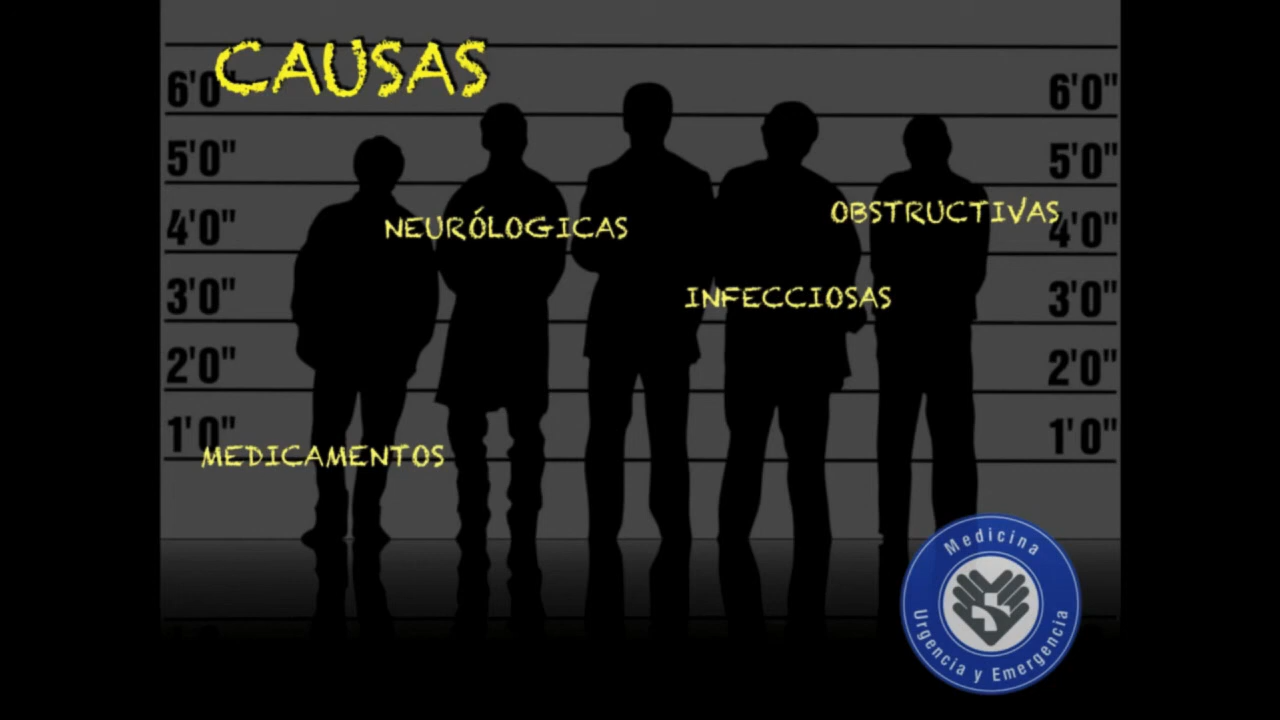 CAUSAS
6'0" 6'0"
5'0" 5'0"
OBSTRUCTIVAS
NEURÓLOGICAS
4'0" 4'0"
INFECCIOSAS
3'0" 3'0"
2'0" 2'0"
1'0" 1'0"
MEDICAMENTOS
Medicina
Urgencia y Emergencia